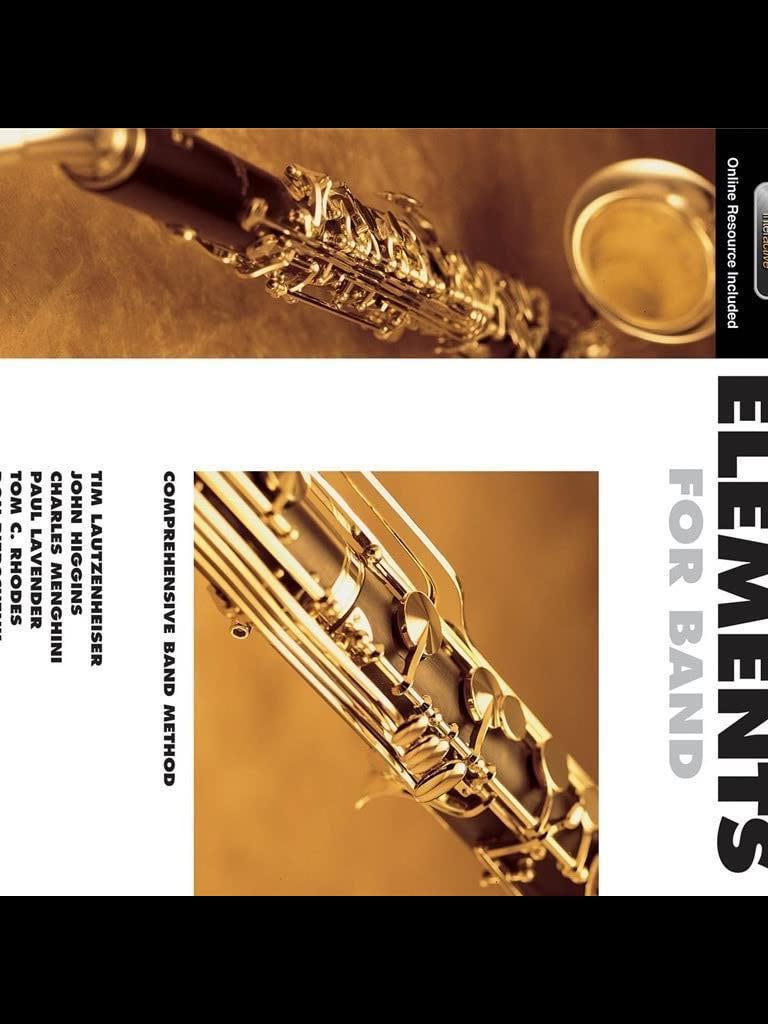 Interactive
Online Resource Included
ELEMENTS
FOR BAND
COMPREHENSIVE BAND METHOD
TIM LAUTZENHEISER
JOHN HIGGINS
CHARLES MENGHINI
PAUL LAVENDER
TOM C. RHODES